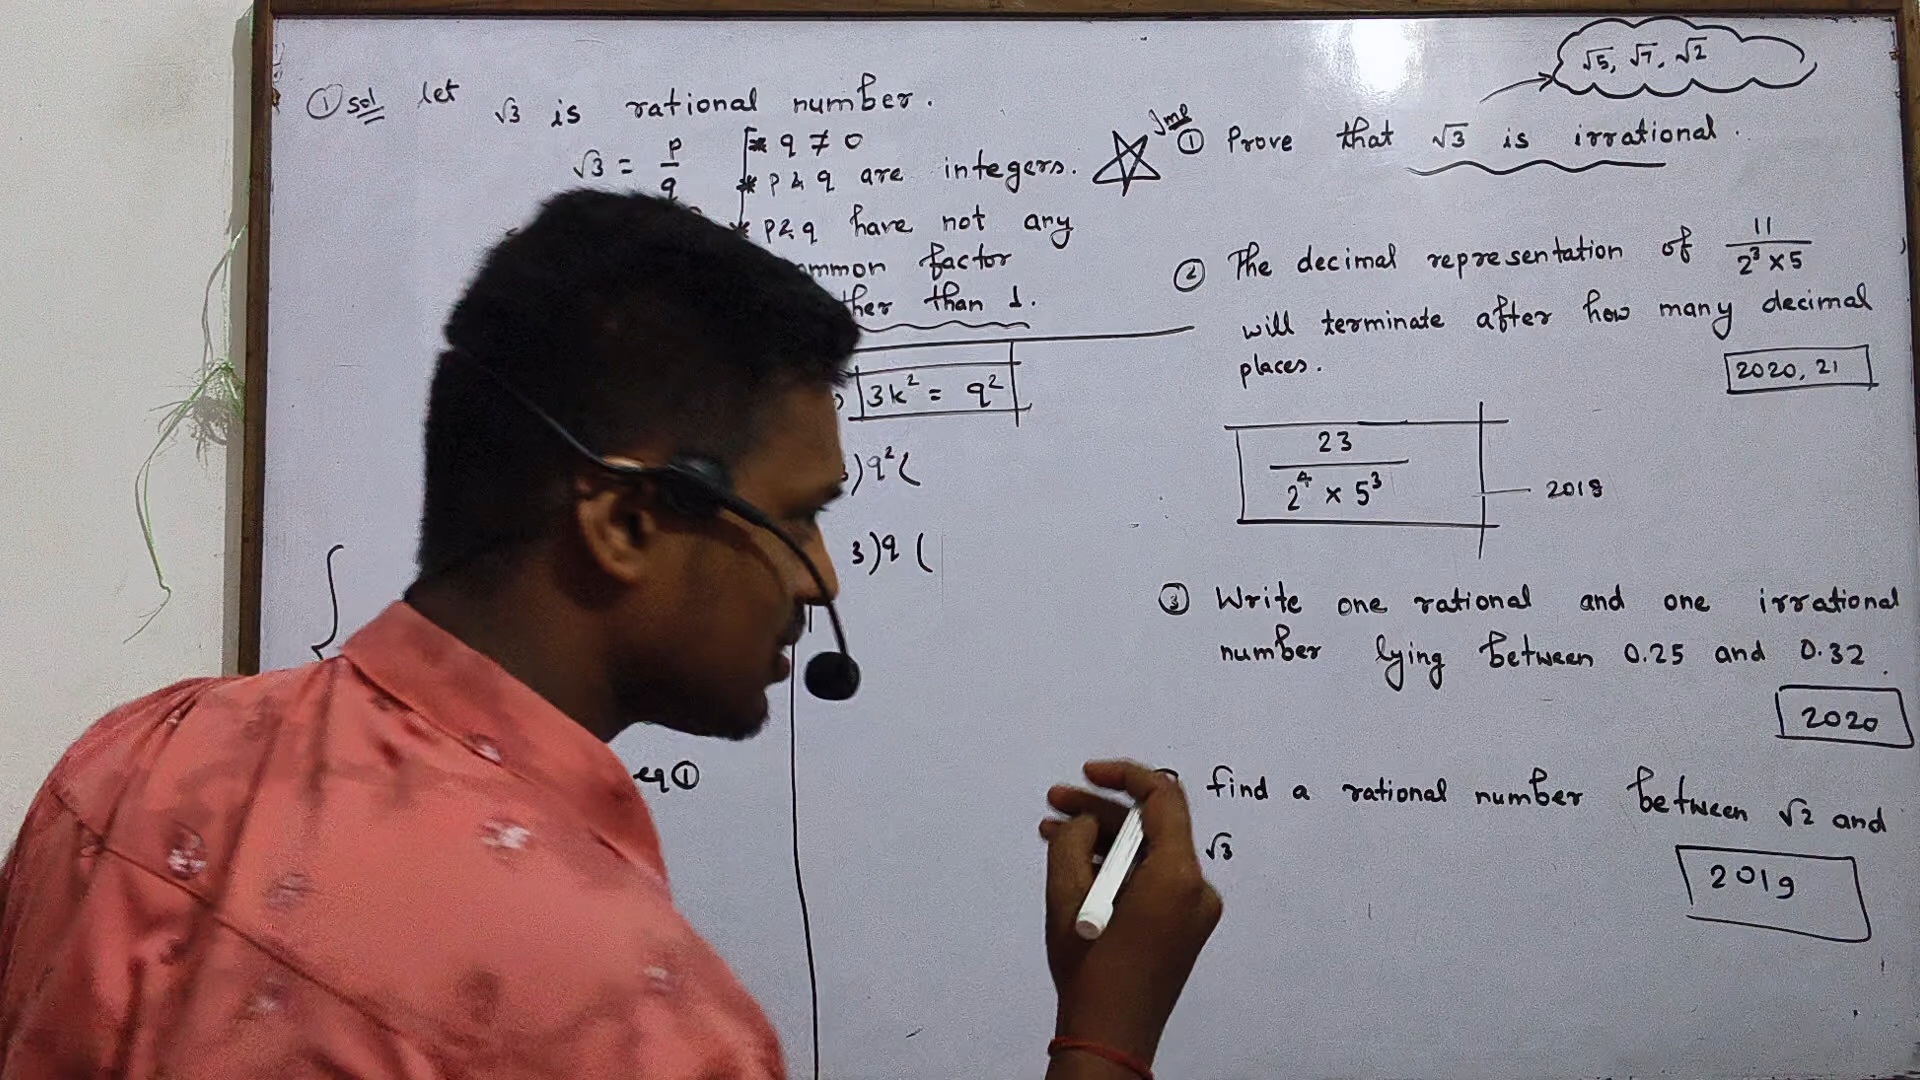 ① sol let √3 is rational number.
√3 = p/q
* q ≠ 0
* p & q are integers.
* p & q have not any
common factor
other than 1.
3k² = q²
)q²(
3)q (
eq ①
√5, √7, √2
Imp
① Prove that √3 is irrational.
② The decimal representation of 11/2³×5
will terminate after how many decimal
places.
2020, 21
23/2⁴ × 5³
③ Write one rational and one irrational
number lying between 0.25 and 0.32.
2020
find a rational number between √2 and
√3
2019